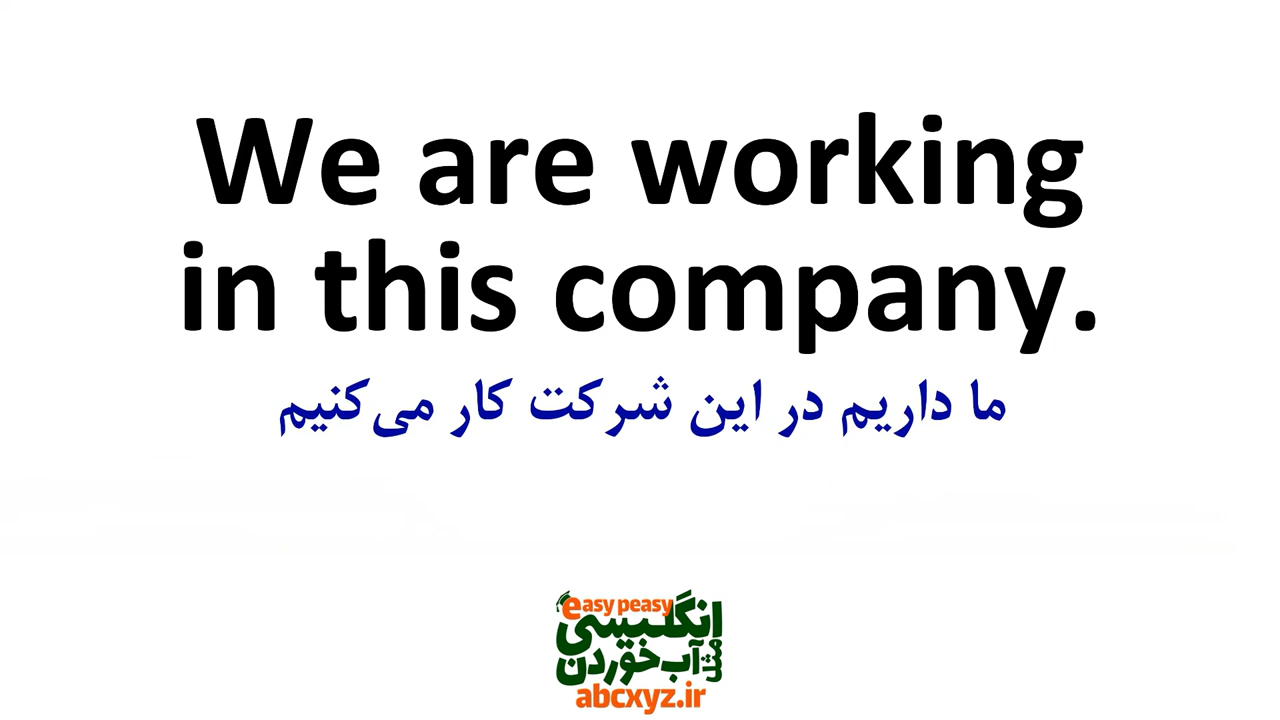 We are working
in this company.
ما داریم در این شرکت کار می‌کنیم
easy peasy
انگلیسی
مثل
آب خوردن
abcxyz.ir